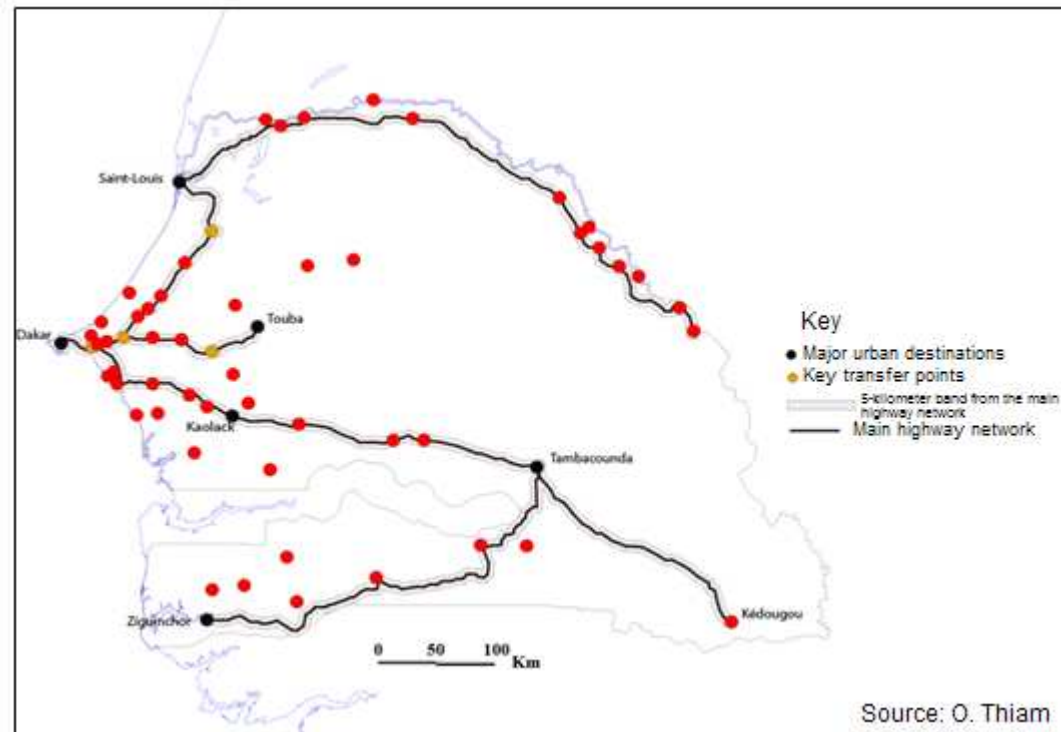 Saint-Louis
Touba
Dakar
Kaolack
Tambacounda
Ziguinchor
Kédougou
0 50 100
Km
Key
Major urban destinations
Key transfer points
5-kilometer band from the main
highway network
Main highway network
Source: O. Thiam